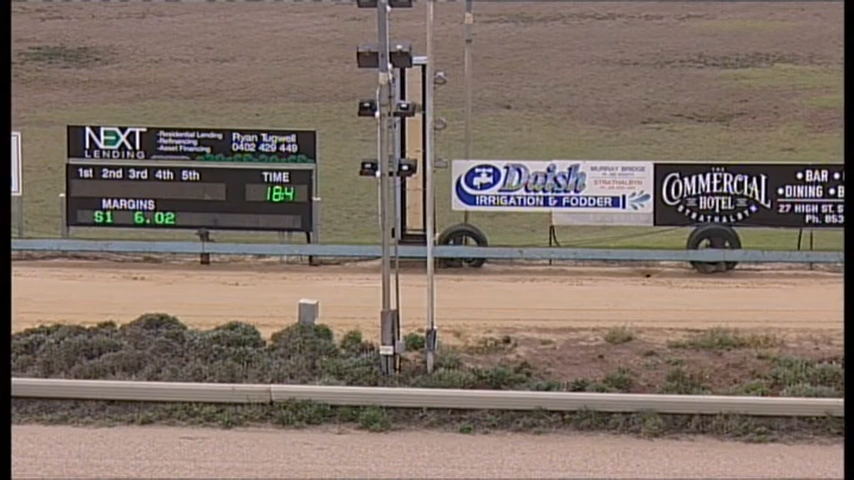 NEXT
LENDING
-Residential Lending
-Refinancing
-Asset Financing
Ryan Tugwell
0402 429 449
1st 2nd 3rd 4th 5th TIME
18:4
MARGINS
S1 6.02
Daish
IRRIGATION & FODDER
MURRAY BRIDGE
STRATHALBYN
THE
COMMERCIAL
HOTEL
STRATHALBYN
• BAR
•DINING •B
27 HIGH ST, S
Ph. 853